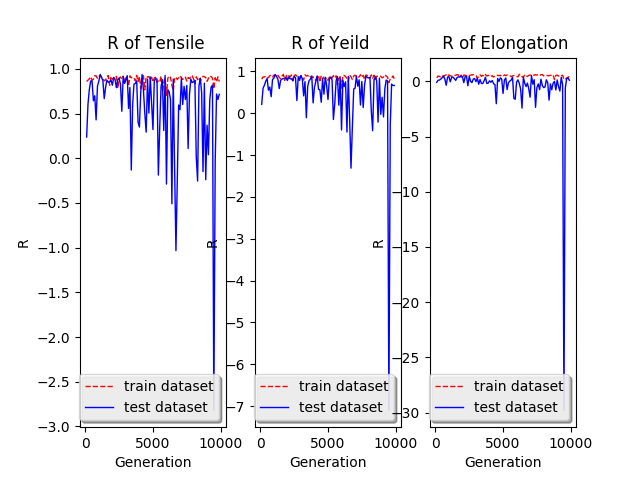 R of Tensile
R of Yeild
R of Elongation
1.0
0.5
0.0
−0.5
−1.0
−1.5
−2.0
−2.5
−3.0
R
train dataset
test dataset
0
5000
10000
Generation
1
0
−1
−2
−3
−4
−5
−6
−7
R
train dataset
test dataset
0
5000
10000
Generation
0
−5
−10
−15
−20
−25
−30
R
train dataset
test dataset
0
5000
10000
Generation